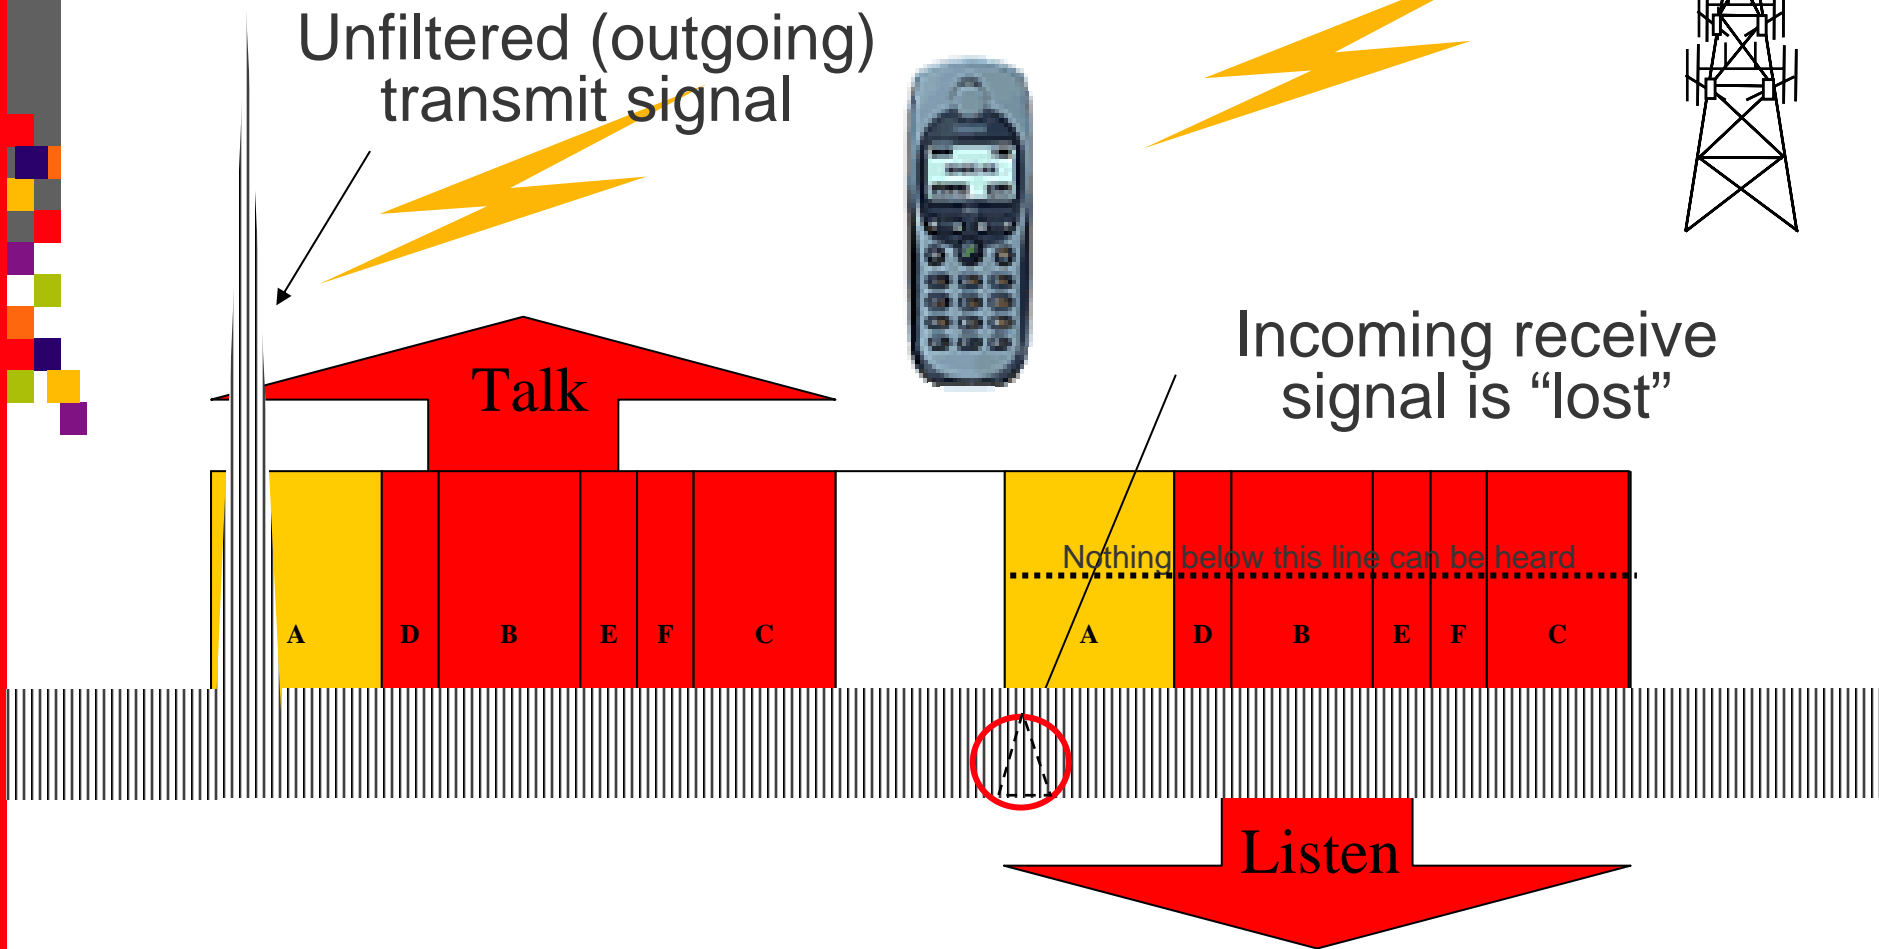 Unfiltered (outgoing)
transmit signal
Incoming receive
signal is “lost”
Talk
Nothing below this line can be heard
A D B E F C
A D B E F C
Listen